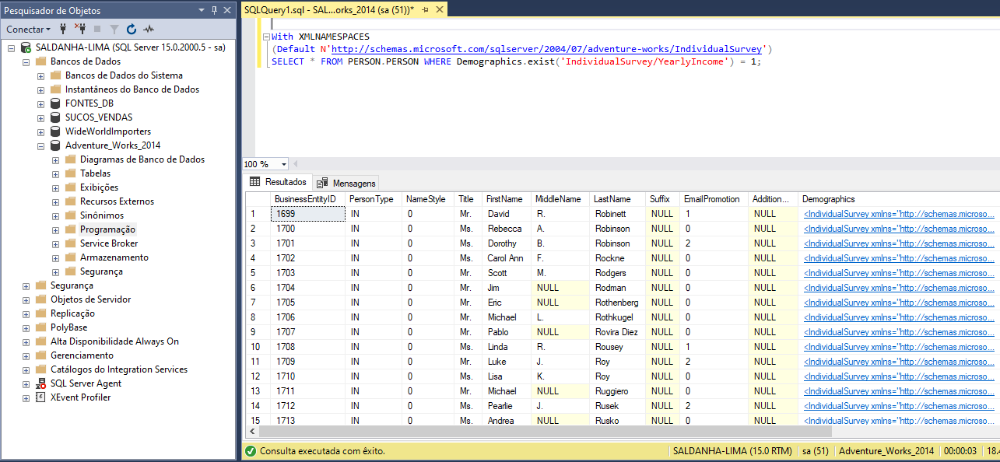 Pesquisador de Objetos
Conectar
SALDANHA-LIMA (SQL Server 15.0.2000.5 - sa)
Bancos de Dados
Bancos de Dados do Sistema
Instantâneos do Banco de Dados
FONTES_DB
SUCOS_VENDAS
WideWorldImporters
Adventure_Works_2014
Diagramas de Banco de Dados
Tabelas
Exibições
Recursos Externos
Sinônimos
Programação
Service Broker
Armazenamento
Segurança
Segurança
Objetos de Servidor
Replicação
PolyBase
Alta Disponibilidade Always On
Gerenciamento
Catálogos do Integration Services
SQL Server Agent
XEvent Profiler
SQLQuery1.sql - SAL...orks_2014 (sa (51))*
With XMLNAMESPACES
(Default N'http://schemas.microsoft.com/sqlserver/2004/07/adventure-works/IndividualSurvey')
SELECT * FROM PERSON.PERSON WHERE Demographics.exist('IndividualSurvey/YearlyIncome') = 1;
100 %
Resultados Mensagens
BusinessEntityID PersonType NameStyle Title FirstName MiddleName LastName Suffix EmailPromotion Addition... Demographics
1 1699 IN 0 Mr. David R. Robinett NULL 1 NULL <IndividualSurvey xmlns="http://schemas.microso...
2 1700 IN 0 Ms. Rebecca A. Robinson NULL 0 NULL <IndividualSurvey xmlns="http://schemas.microso...
3 1701 IN 0 Ms. Dorothy B. Robinson NULL 2 NULL <IndividualSurvey xmlns="http://schemas.microso...
4 1702 IN 0 Ms. Carol Ann F. Rockne NULL 0 NULL <IndividualSurvey xmlns="http://schemas.microso...
5 1703 IN 0 Mr. Scott M. Rodgers NULL 0 NULL <IndividualSurvey xmlns="http://schemas.microso...
6 1704 IN 0 Mr. Jim NULL Rodman NULL 0 NULL <IndividualSurvey xmlns="http://schemas.microso...
7 1705 IN 0 Mr. Eric NULL Rothenberg NULL 0 NULL <IndividualSurvey xmlns="http://schemas.microso...
8 1706 IN 0 Mr. Michael L. Rothkugel NULL 0 NULL <IndividualSurvey xmlns="http://schemas.microso...
9 1707 IN 0 Mr. Pablo NULL Rovira Diez NULL 0 NULL <IndividualSurvey xmlns="http://schemas.microso...
10 1708 IN 0 Ms. Linda R. Rousey NULL 1 NULL <IndividualSurvey xmlns="http://schemas.microso...
11 1709 IN 0 Mr. Luke J. Roy NULL 2 NULL <IndividualSurvey xmlns="http://schemas.microso...
12 1710 IN 0 Ms. Lisa K. Roy NULL 0 NULL <IndividualSurvey xmlns="http://schemas.microso...
13 1711 IN 0 Mr. Michael NULL Ruggiero NULL 0 NULL <IndividualSurvey xmlns="http://schemas.microso...
14 1712 IN 0 Ms. Pearlie J. Rusek NULL 2 NULL <IndividualSurvey xmlns="http://schemas.microso...
15 1713 IN 0 Ms. Andrea NULL Rusko NULL 0 NULL <IndividualSurvey xmlns="http://schemas.microso...
Consulta executada com êxito. SALDANHA-LIMA (15.0 RTM) sa (51) Adventure_Works_2014 00:00:03 18.4